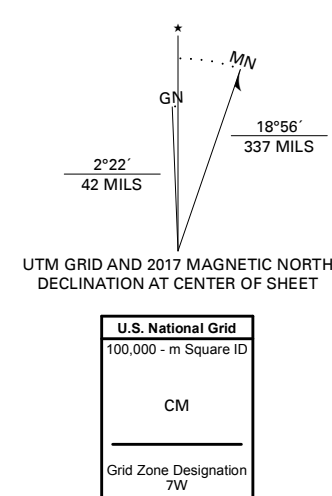 ★
MN
GN
18°56´
337 MILS
2°22´
42 MILS
UTM GRID AND 2017 MAGNETIC NORTH
DECLINATION AT CENTER OF SHEET
U.S. National Grid
100,000 - m Square ID
CM
Grid Zone Designation
7W